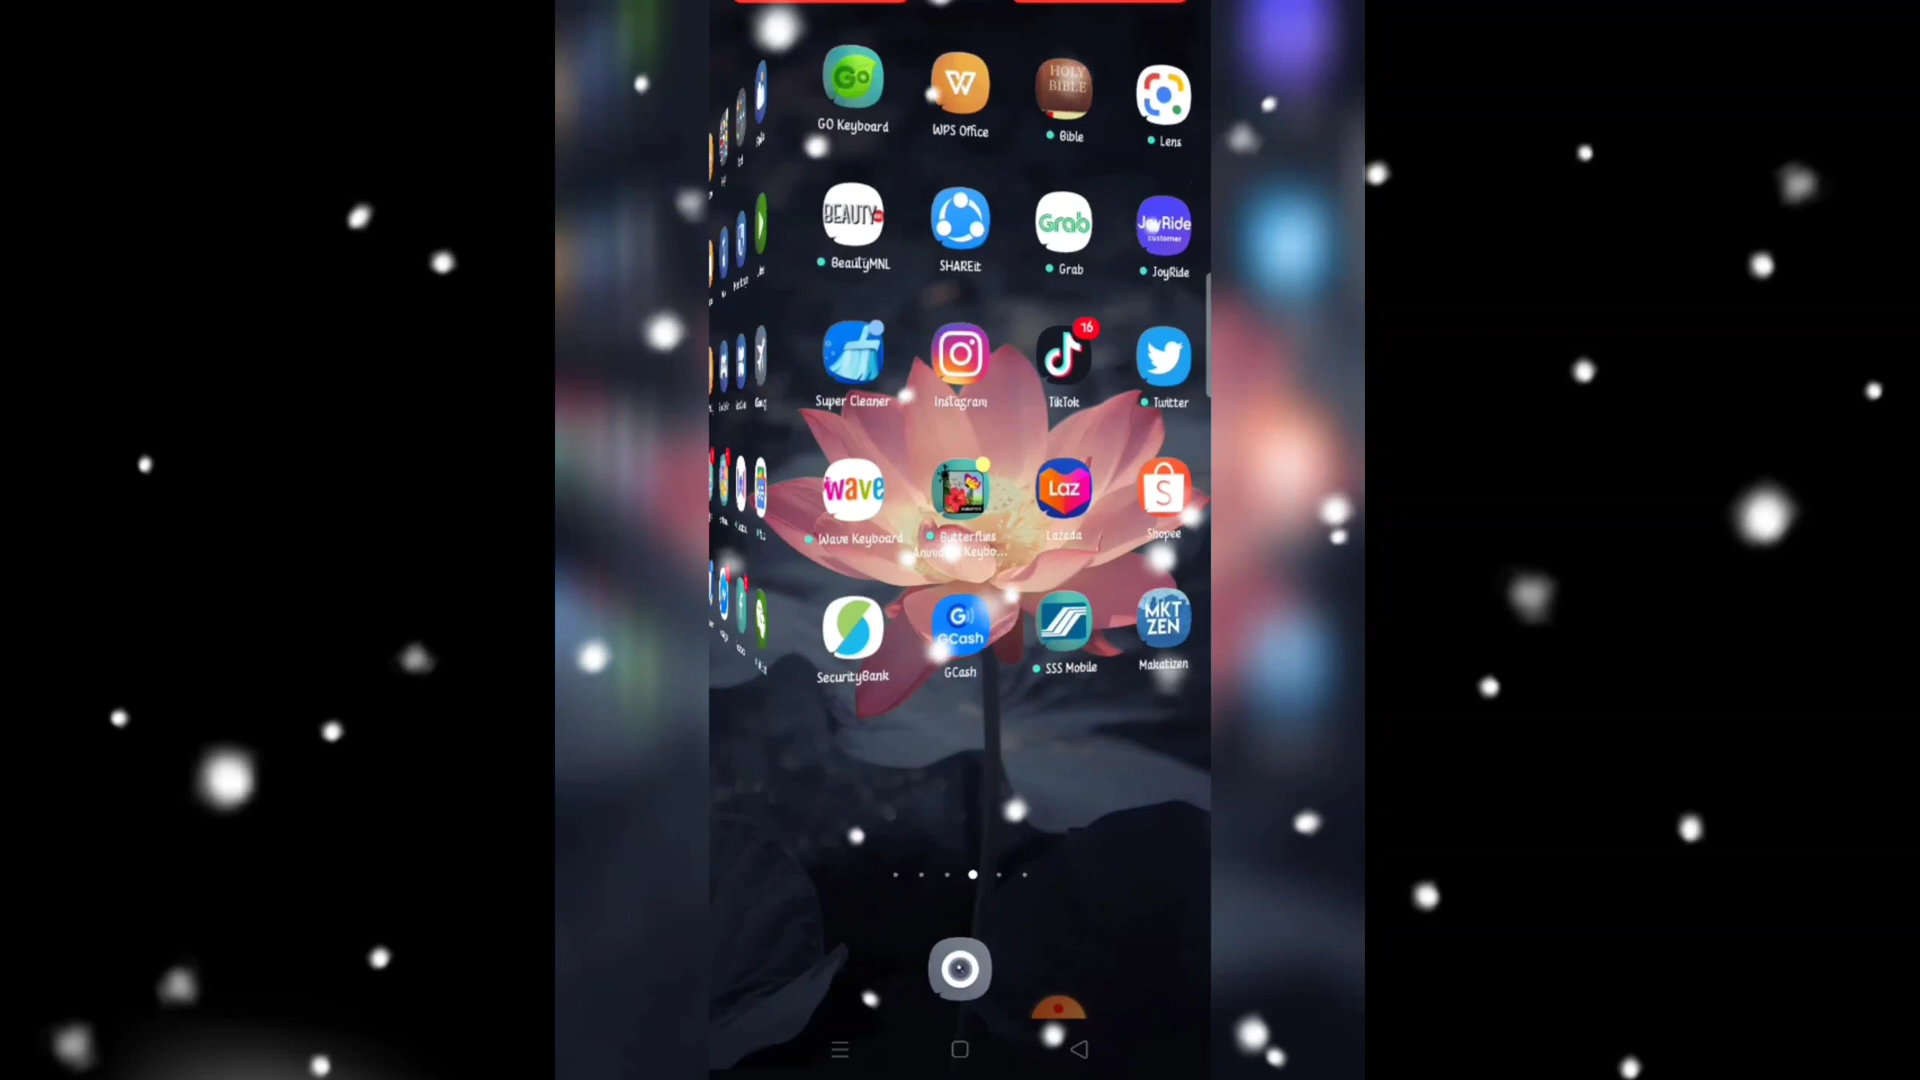 GO
HOLY
BIBLE
GO Keyboard
WPS Office
Bible
Lens
BEAUTY
Grab
JoyRide
customer
BeautyMNL
SHAREit
Grab
JoyRide
16
Super Cleaner
Instagram
TikTok
Twitter
wave
Laz
S
Wave Keyboard
Butterflies
Keybo...
Lazada
Shopee
G
GCash
MKT
ZEN
SecurityBank
GCash
SSS Mobile
Makatizen